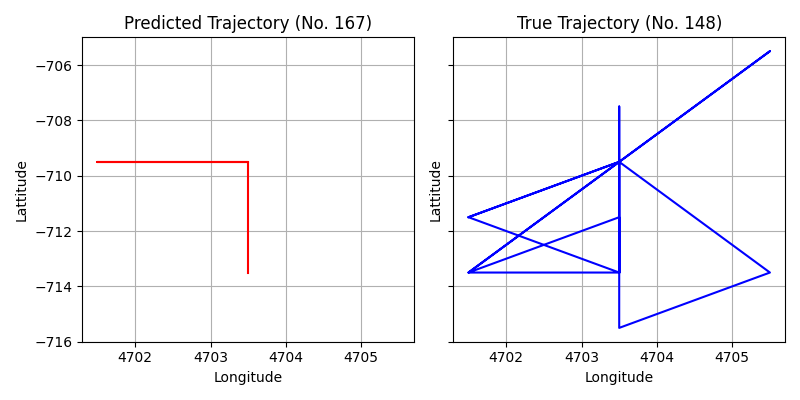 Predicted Trajectory (No. 167)
True Trajectory (No. 148)
Lattitude
−706
−708
−710
−712
−714
−716
4702
4703
4704
4705
Longitude
Lattitude
4702
4703
4704
4705
Longitude